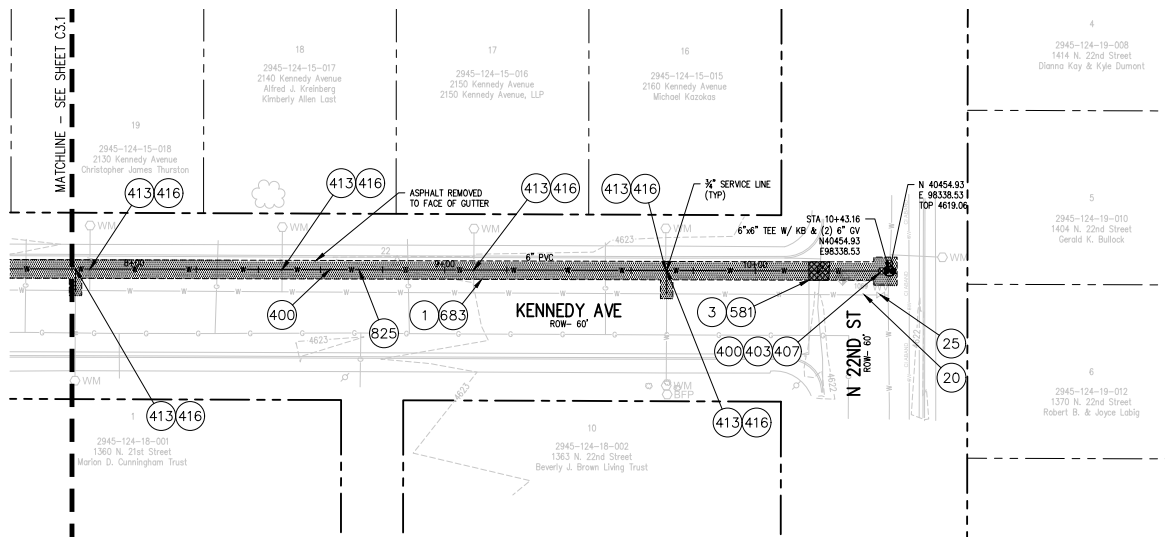 MATCHLINE – SEE SHEET C3.1
4
2945-124-19-008
1414 N. 22nd Street
Dianna Kay & Kyle Dumont
18
2945-124-15-017
2140 Kennedy Avenue
Alfred J. Kreinberg
Kimberly Allen Last
17
2945-124-15-016
2150 Kennedy Avenue
2150 Kennedy Avenue, LLP
16
2945-124-15-015
2160 Kennedy Avenue
Michael Kazokas
19
2945-124-15-018
2130 Kennedy Avenue
Christopher James Thurston
413 416
413 416
ASPHALT REMOVED
TO FACE OF GUTTER
413 416
413 416
¾" SERVICE LINE
(TYP)
N 40454.93
E 98338.53
TOP 4619.06
STA 10+43.16
6"x6" TEE W/ KB & (2) 6" GV
N40454.93
E98338.53
5
2945-124-19-010
1404 N. 22nd Street
Gerald K. Bullock
WM
WM
WM
WM
WM
22
4623
6" PVC
8+00
9+00
10+00
400
825
1 683
KENNEDY AVE
ROW- 60'
3 581
400 403 407
N 22ND ST
ROW- 60'
25
20
4623
4623
4622
WM
WM
BFP
413 416
413 416
1
2945-124-18-001
1360 N. 21st Street
Marion D. Cunningham Trust
10
2945-124-18-002
1363 N. 22nd Street
Beverly J. Brown Living Trust
6
2945-124-19-012
1370 N. 22nd Street
Robert B. & Joyce Labig